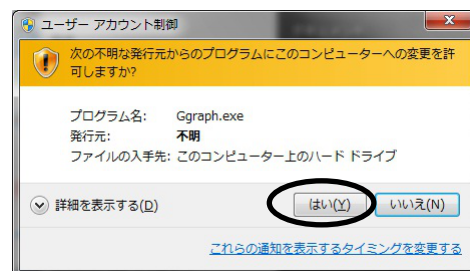 ユーザー アカウント制御
次の不明な発行元からのプログラムにこのコンピューターへの変更を許
可しますか?
プログラム名: Ggraph.exe
発行元: 不明
ファイルの入手先: このコンピューター上のハード ドライブ
詳細を表示する(D) はい(Y) いいえ(N)
これらの通知を表示するタイミングを変更する